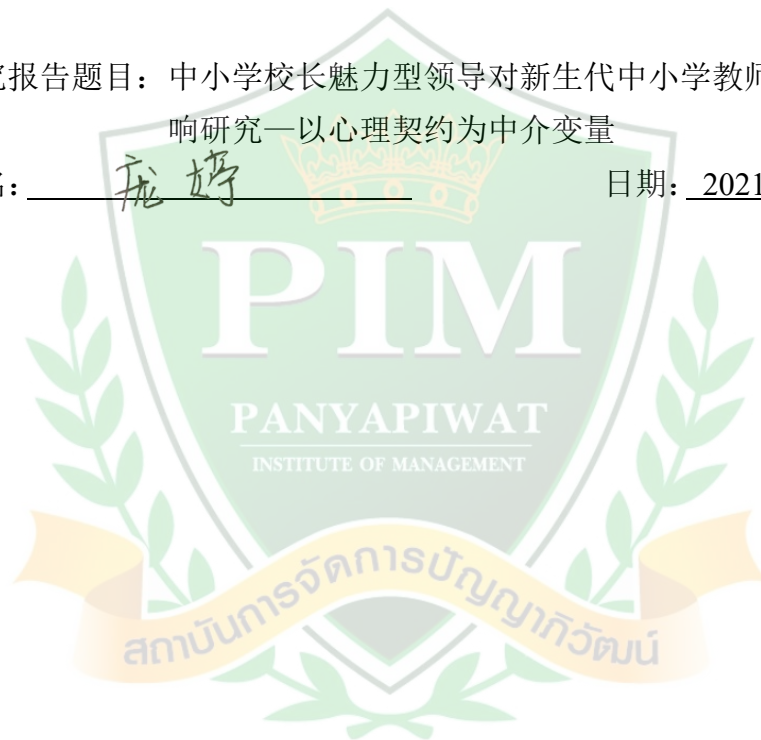 究报告题目：中小学校长魅力型领导对新生代中小学教师
响研究—以心理契约为中介变量
名：庞婷 日期：2021
PIM
PANYAPIWAT
INSTITUTE OF MANAGEMENT
สถาบันการจัดการปัญญาภิวัฒน์